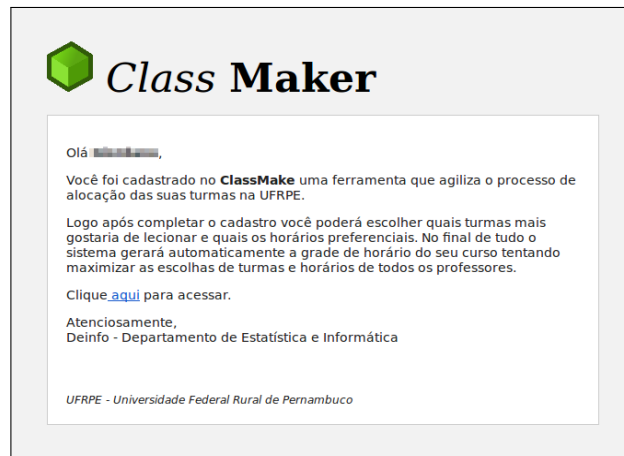 Class Maker
Olá ,
Você foi cadastrado no ClassMake uma ferramenta que agiliza o processo de
alocação das suas turmas na UFRPE.
Logo após completar o cadastro você poderá escolher quais turmas mais
gostaria de lecionar e quais os horários preferenciais. No final de tudo o
sistema gerará automaticamente a grade de horário do seu curso tentando
maximizar as escolhas de turmas e horários de todos os professores.
Clique aqui para acessar.
Atenciosamente,
Deinfo - Departamento de Estatística e Informática
UFRPE - Universidade Federal Rural de Pernambuco